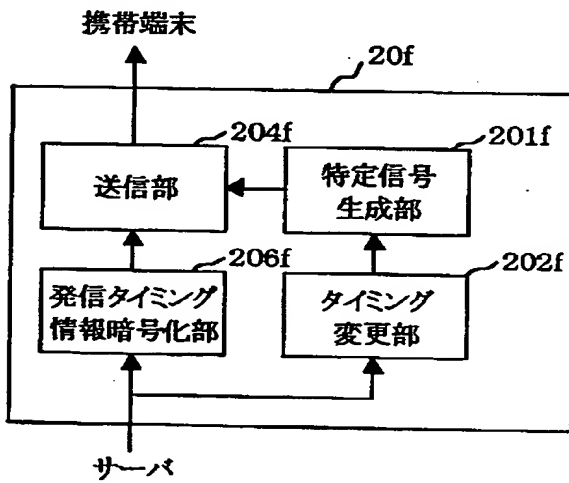 携帯端末
20f
204f
送信部
201f
特定信号
生成部
206f
発信タイミング
情報暗号化部
202f
タイミング
変更部
サーバ